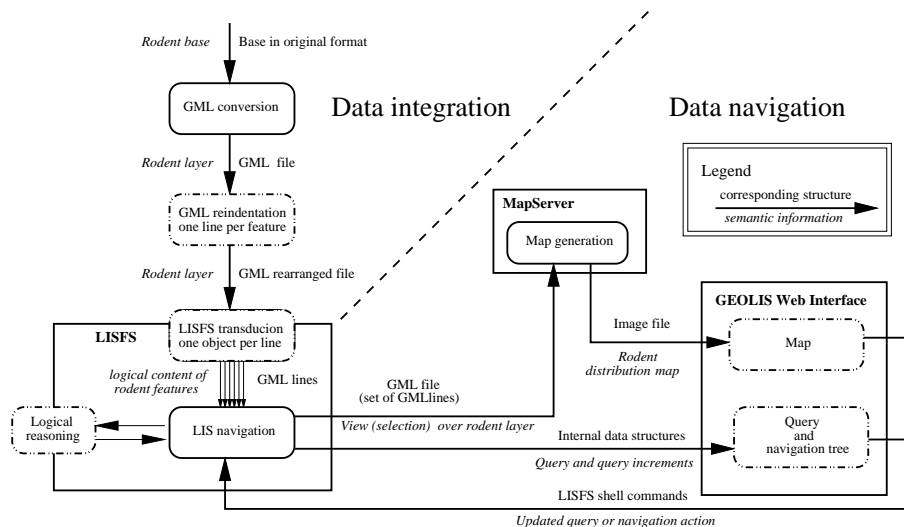 Rodent base
Base in original format
GML conversion
Data integration
Data navigation
Rodent layer
GML file
Legend
corresponding structure
semantic information
GML reindentation
one line per feature
MapServer
Map generation
Rodent layer
GML rearranged file
GEOLIS Web Interface
LISFS
LISFS transducion
one object per line
Image file
Map
Rodent
distribution map
logical content of
rodent features
GML lines
GML file
(set of GMLlines)
Logical
reasoning
LIS navigation
View (selection) over rodent layer
Internal data structures
Query
and
navigation tree
Query and query increments
LISFS shell commands
Updated query or navigation action